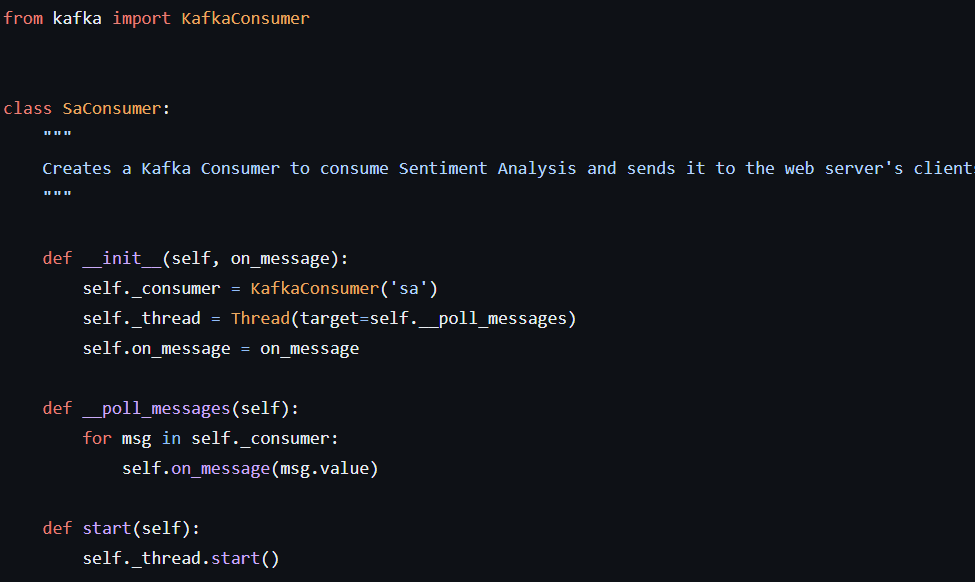 from kafka import KafkaConsumer
class SaConsumer:
    """
    Creates a Kafka Consumer to consume Sentiment Analysis and sends it to the web server's clients
    """
    def __init__(self, on_message):
        self._consumer = KafkaConsumer('sa')
        self._thread = Thread(target=self.__poll_messages)
        self.on_message = on_message
    def __poll_messages(self):
        for msg in self._consumer:
            self.on_message(msg.value)
    def start(self):
        self._thread.start()